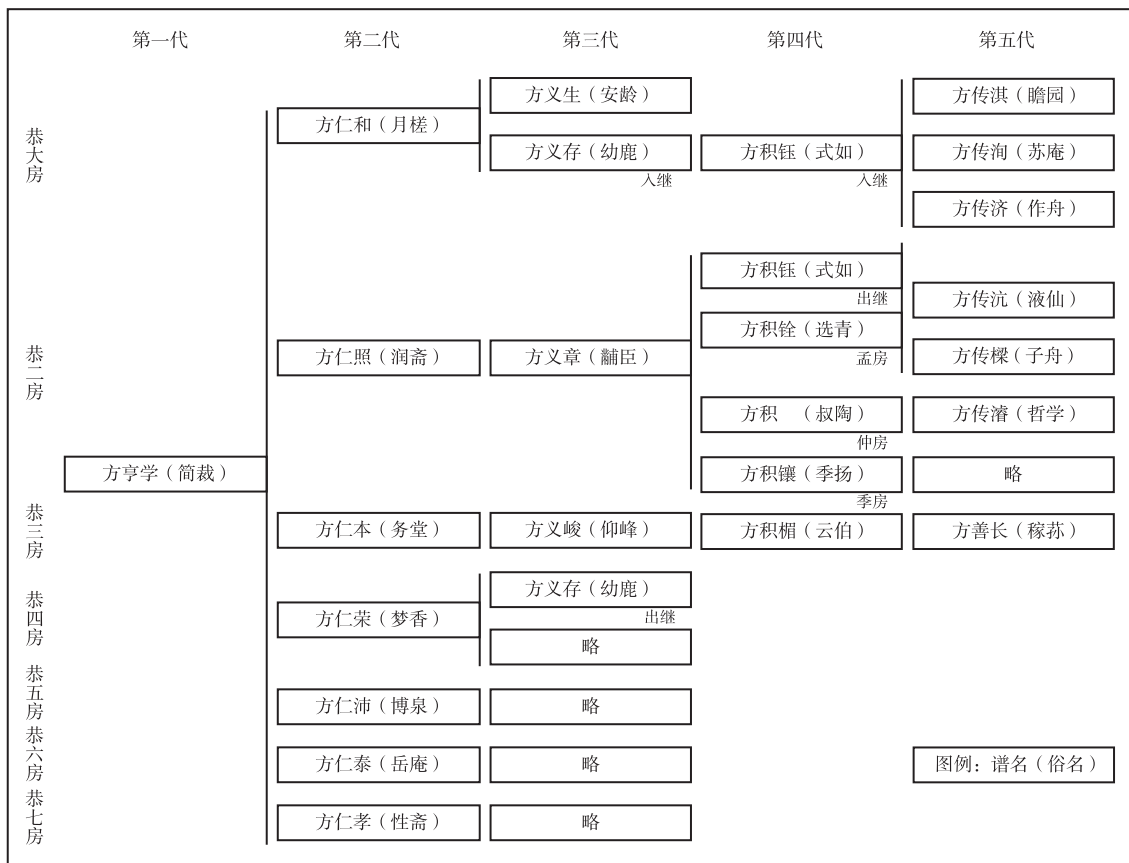 第一代 第二代 第三代 第四代 第五代
恭大房
方仁和（月槎）
方义生（安龄）
方义存（幼鹿）
入继
方积钰（式如）
入继
方传淇（瞻园）
方传洵（苏庵）
方传济（作舟）
恭二房
方仁照（润斋）
方义章（黼臣）
方积钰（式如）
出继
方积铨（选青）
孟房
方传沆（液仙）
方传樑（子舟）
方积　（叔陶）
仲房
方传濬（哲学）
方积镶（季扬）
季房
略
方亨学（简裁）
恭三房
方仁本（务堂）
方义峻（仰峰）
方积楣（云伯）
方善长（稼荪）
恭四房
方仁荣（梦香）
方义存（幼鹿）
出继
略
恭五房
方仁沛（博泉）
略
恭六房
方仁泰（岳庵）
略
图例：谱名（俗名）
恭七房
方仁孝（性斋）
略